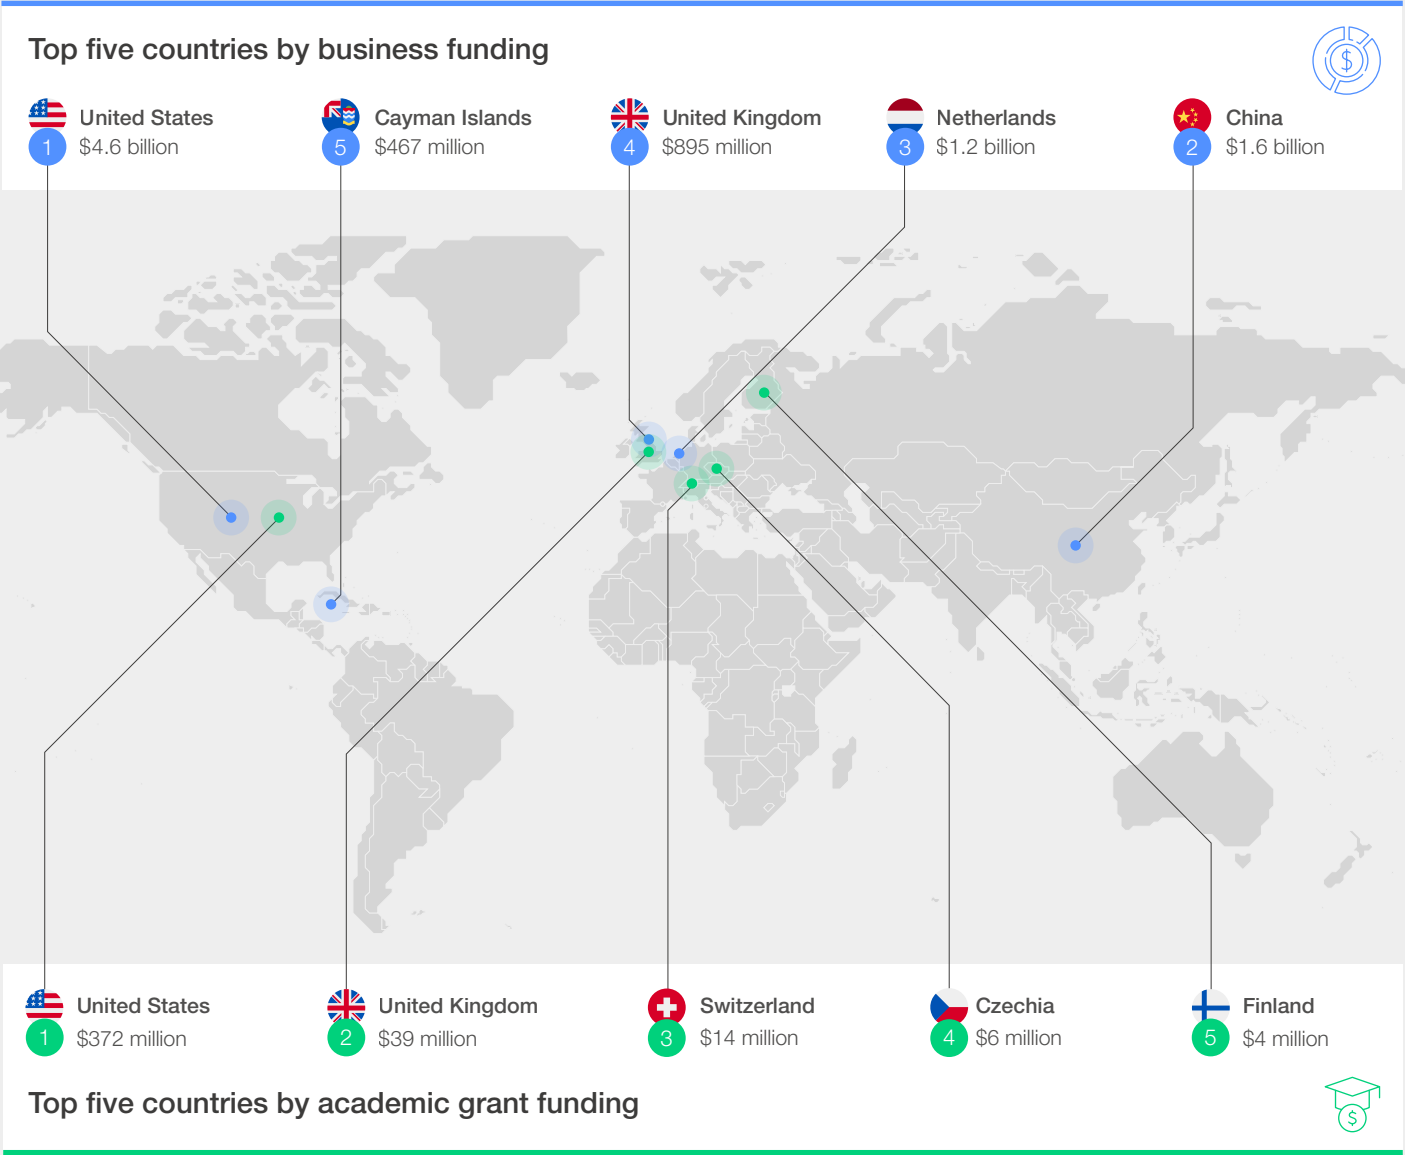 Top five countries by business funding
$
United States
1 $4.6 billion
Cayman Islands
5 $467 million
United Kingdom
4 $895 million
Netherlands
3 $1.2 billion
China
2 $1.6 billion
United States
1 $372 million
United Kingdom
2 $39 million
Switzerland
3 $14 million
Czechia
4 $6 million
Finland
5 $4 million
Top five countries by academic grant funding
$